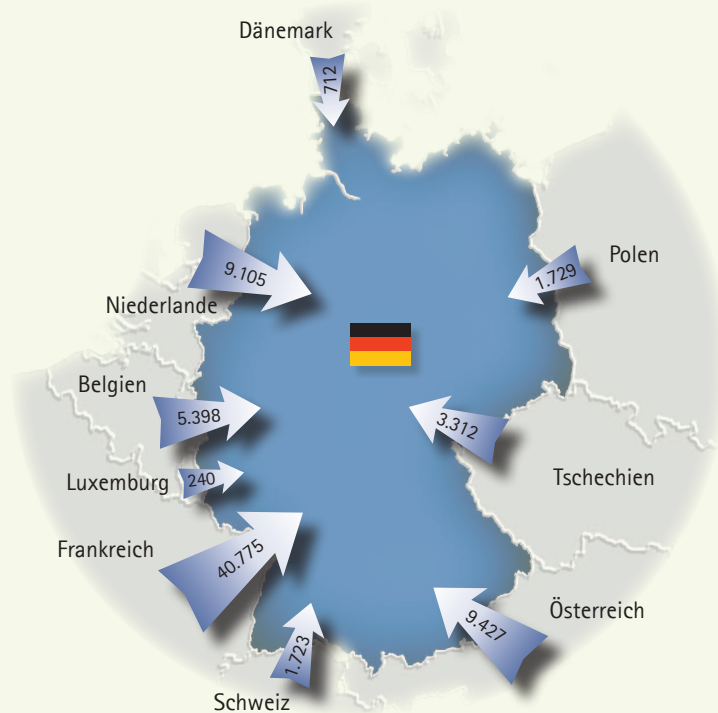 Dänemark
712
9.105
Niederlande
1.729
Polen
Belgien
5.398
3.312
Tschechien
Luxemburg
240
Frankreich
40.775
Österreich
9.427
1.723
Schweiz